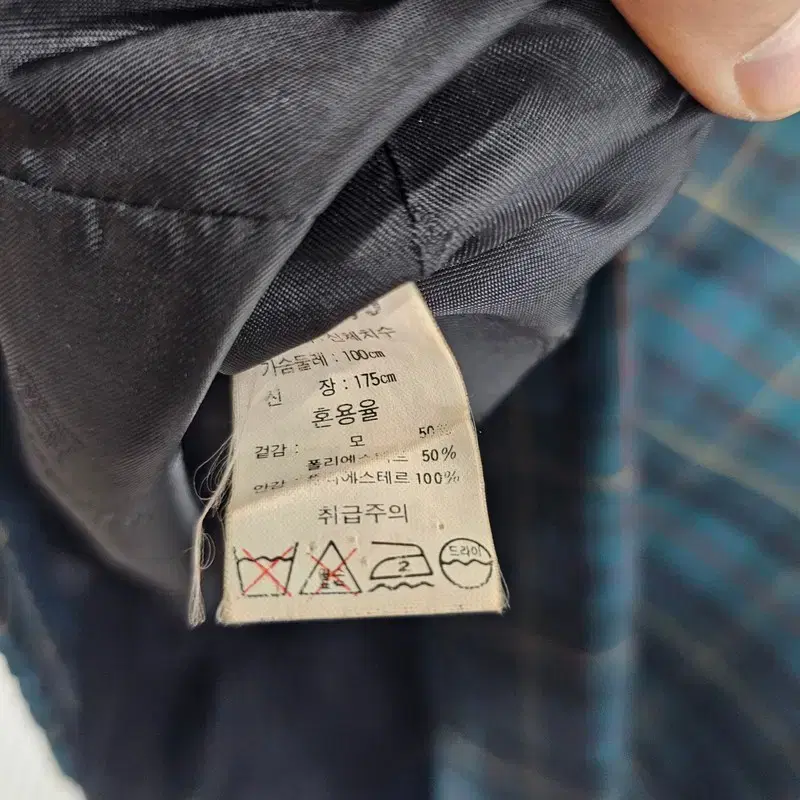 신체치수
가슴둘레 : 100cm
신 장 : 175cm
혼용율
겉감 : 모 50%
폴리에스테르 50%
안감 : 폴리에스테르 100%
취급주의
2 드라이